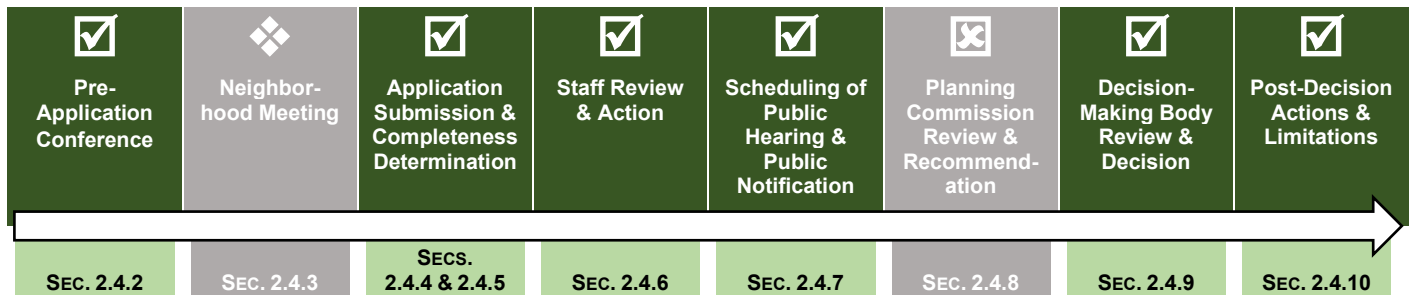 Pre-
Application
Conference
Neighbor-
hood Meeting
Application
Submission &
Completeness
Determination
Staff Review
& Action
Scheduling of
Public
Hearing &
Public
Notification
Planning
Commission
Review &
Recommend-
ation
Decision-
Making Body
Review &
Decision
Post-Decision
Actions &
Limitations
SEC. 2.4.2
SEC. 2.4.3
SECS.
2.4.4 & 2.4.5
SEC. 2.4.6
SEC. 2.4.7
SEC. 2.4.8
SEC. 2.4.9
SEC. 2.4.10